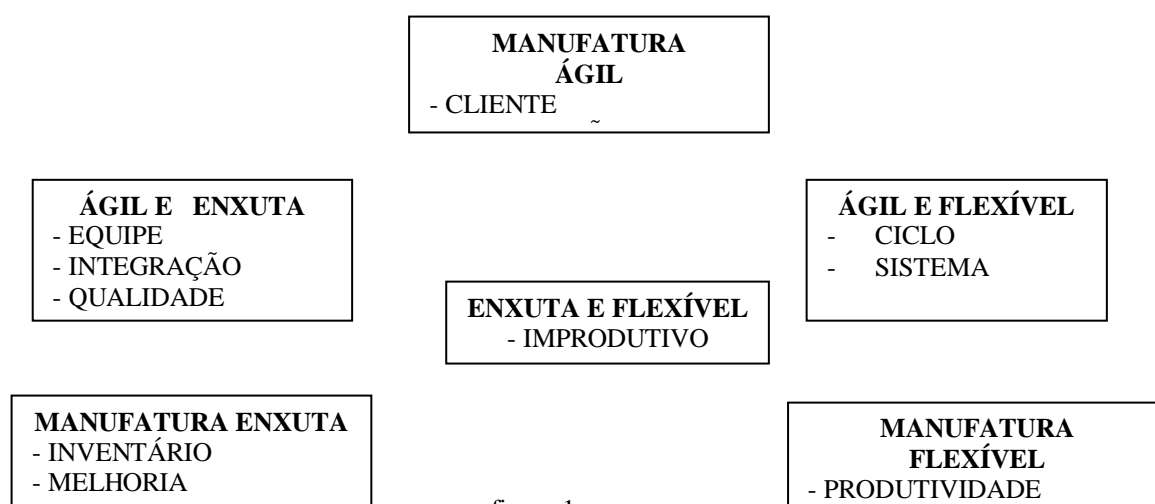 MANUFATURA
ÁGIL
- CLIENTE
ÁGIL E ENXUTA
- EQUIPE
- INTEGRAÇÃO
- QUALIDADE
ÁGIL E FLEXÍVEL
- CICLO
- SISTEMA
ENXUTA E FLEXÍVEL
- IMPRODUTIVO
MANUFATURA ENXUTA
- INVENTÁRIO
- MELHORIA
MANUFATURA
FLEXÍVEL
- PRODUTIVIDADE